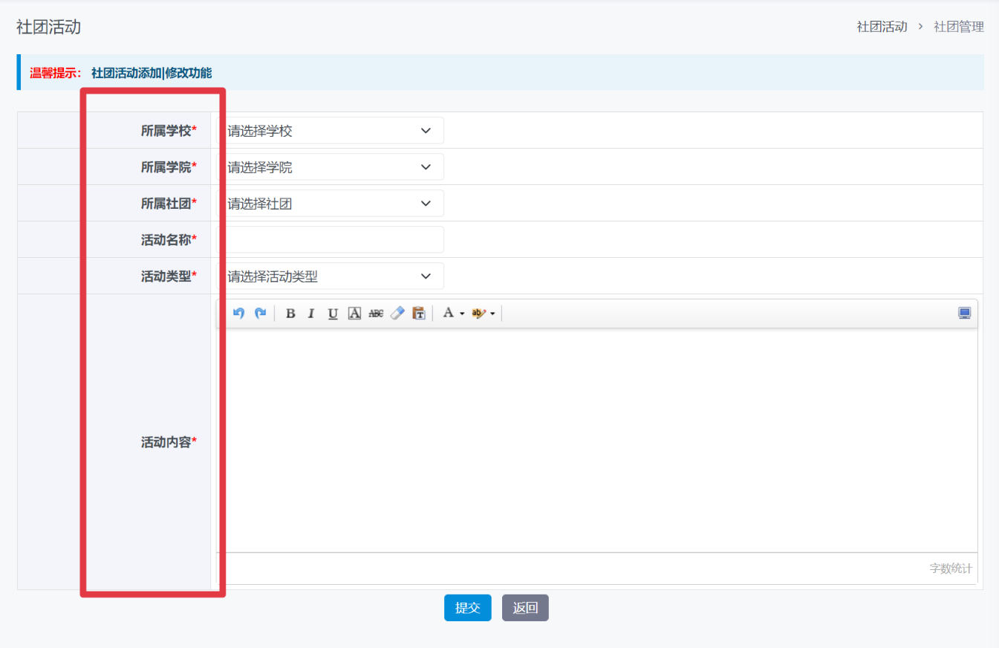 社团活动
社团活动 › 社团管理
温馨提示： 社团活动添加|修改功能
所属学校* 请选择学校
所属学院* 请选择学院
所属社团* 请选择社团
活动名称*
活动类型* 请选择活动类型
B I U A ABC T A ab
活动内容*
字数统计
提交 返回